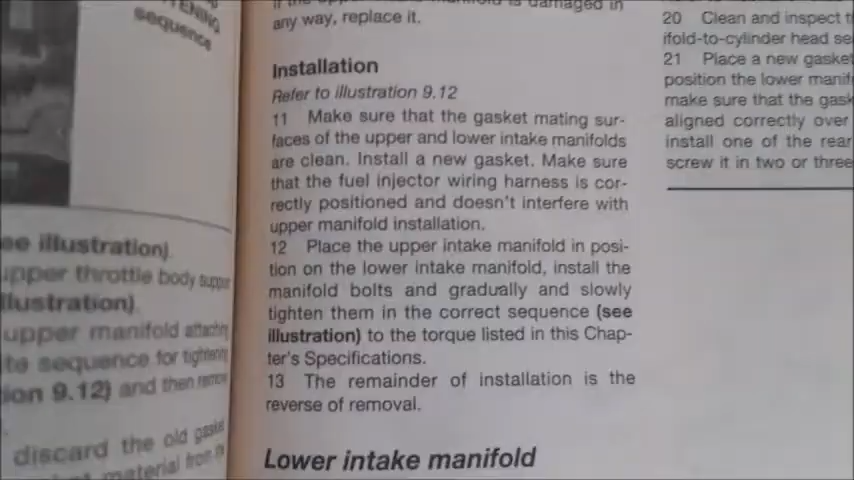 TENING
sequence
ee illustration).
upper throttle body support
llustration).
upper manifold attaching
te sequence for tightening
ion 9.12) and then remove
discard the old gasket
material from
is damaged in
any way, replace it.
Installation
Refer to illustration 9.12
11 Make sure that the gasket mating sur-
faces of the upper and lower intake manifolds
are clean. Install a new gasket. Make sure
that the fuel injector wiring harness is cor-
rectly positioned and doesn't interfere with
upper manifold installation.
12 Place the upper intake manifold in posi-
tion on the lower intake manifold, install the
manifold bolts and gradually and slowly
tighten them in the correct sequence (see
illustration) to the torque listed in this Chap-
ter's Specifications.
13 The remainder of installation is the
reverse of removal.
Lower intake manifold
20 Clean and inspect t
ifold-to-cylinder head se
21 Place a new gasket
position the lower manif
make sure that the gask
aligned correctly over
install one of the rear
screw it in two or three